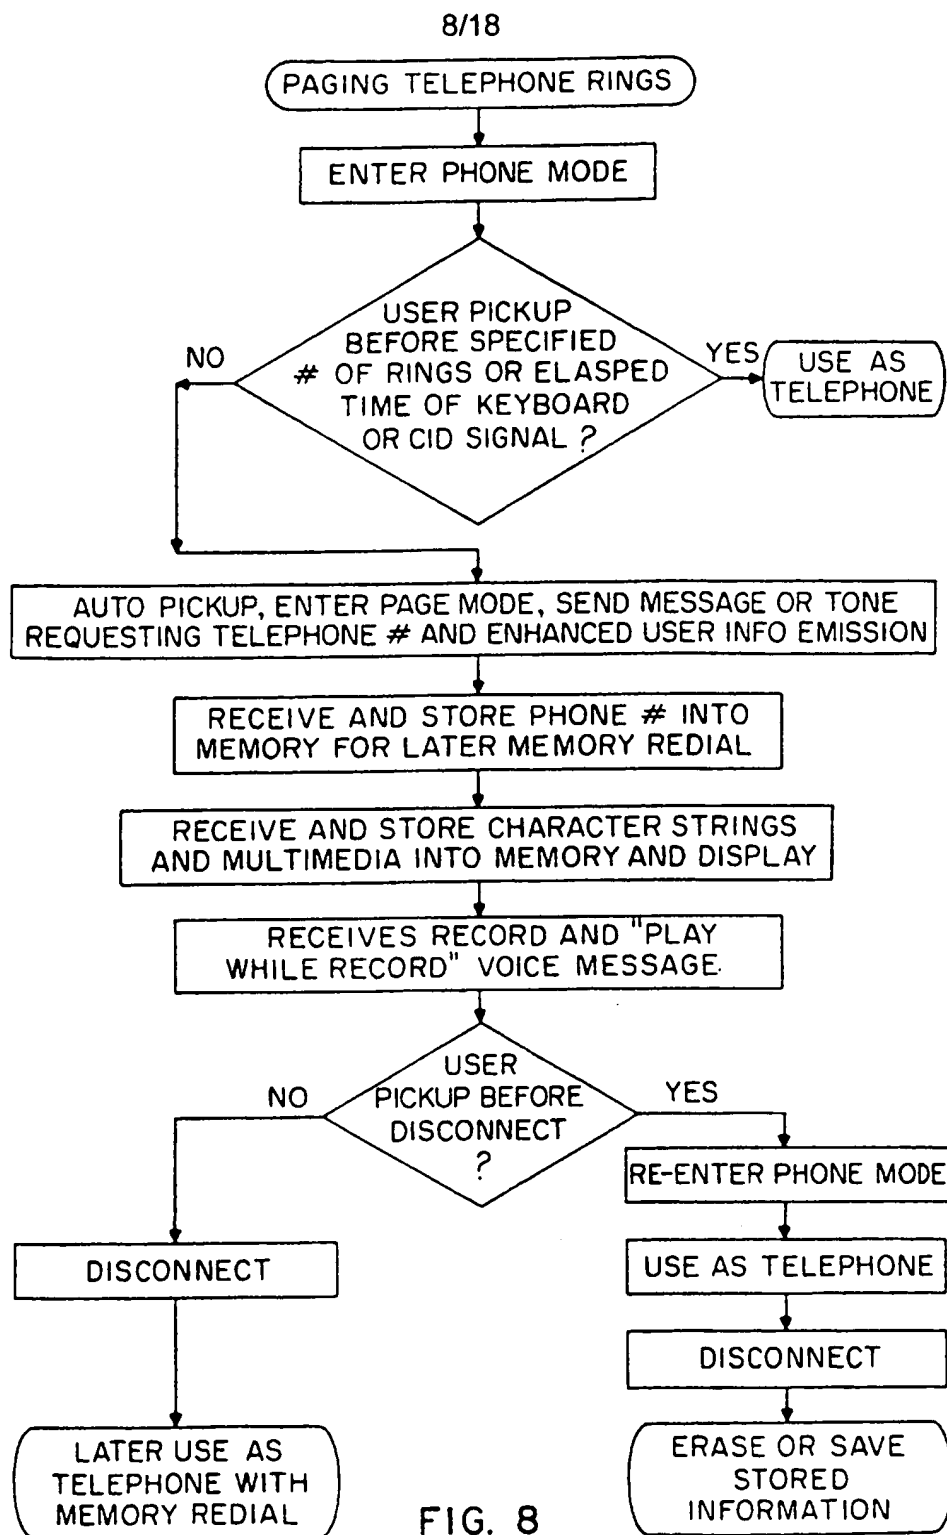 8/18
PAGING TELEPHONE RINGS
ENTER PHONE MODE
USER PICKUP
BEFORE SPECIFIED
# OF RINGS OR ELASPED
TIME OF KEYBOARD
OR CID SIGNAL ?
NO
YES
USE AS
TELEPHONE
AUTO PICKUP, ENTER PAGE MODE, SEND MESSAGE OR TONE
REQUESTING TELEPHONE # AND ENHANCED USER INFO EMISSION
RECEIVE AND STORE PHONE # INTO
MEMORY FOR LATER MEMORY REDIAL
RECEIVE AND STORE CHARACTER STRINGS
AND MULTIMEDIA INTO MEMORY AND DISPLAY
RECEIVES RECORD AND "PLAY
WHILE RECORD" VOICE MESSAGE.
USER
PICKUP BEFORE
DISCONNECT
?
NO
YES
DISCONNECT
LATER USE AS
TELEPHONE WITH
MEMORY REDIAL
RE-ENTER PHONE MODE
USE AS TELEPHONE
DISCONNECT
ERASE OR SAVE
STORED
INFORMATION
FIG. 8